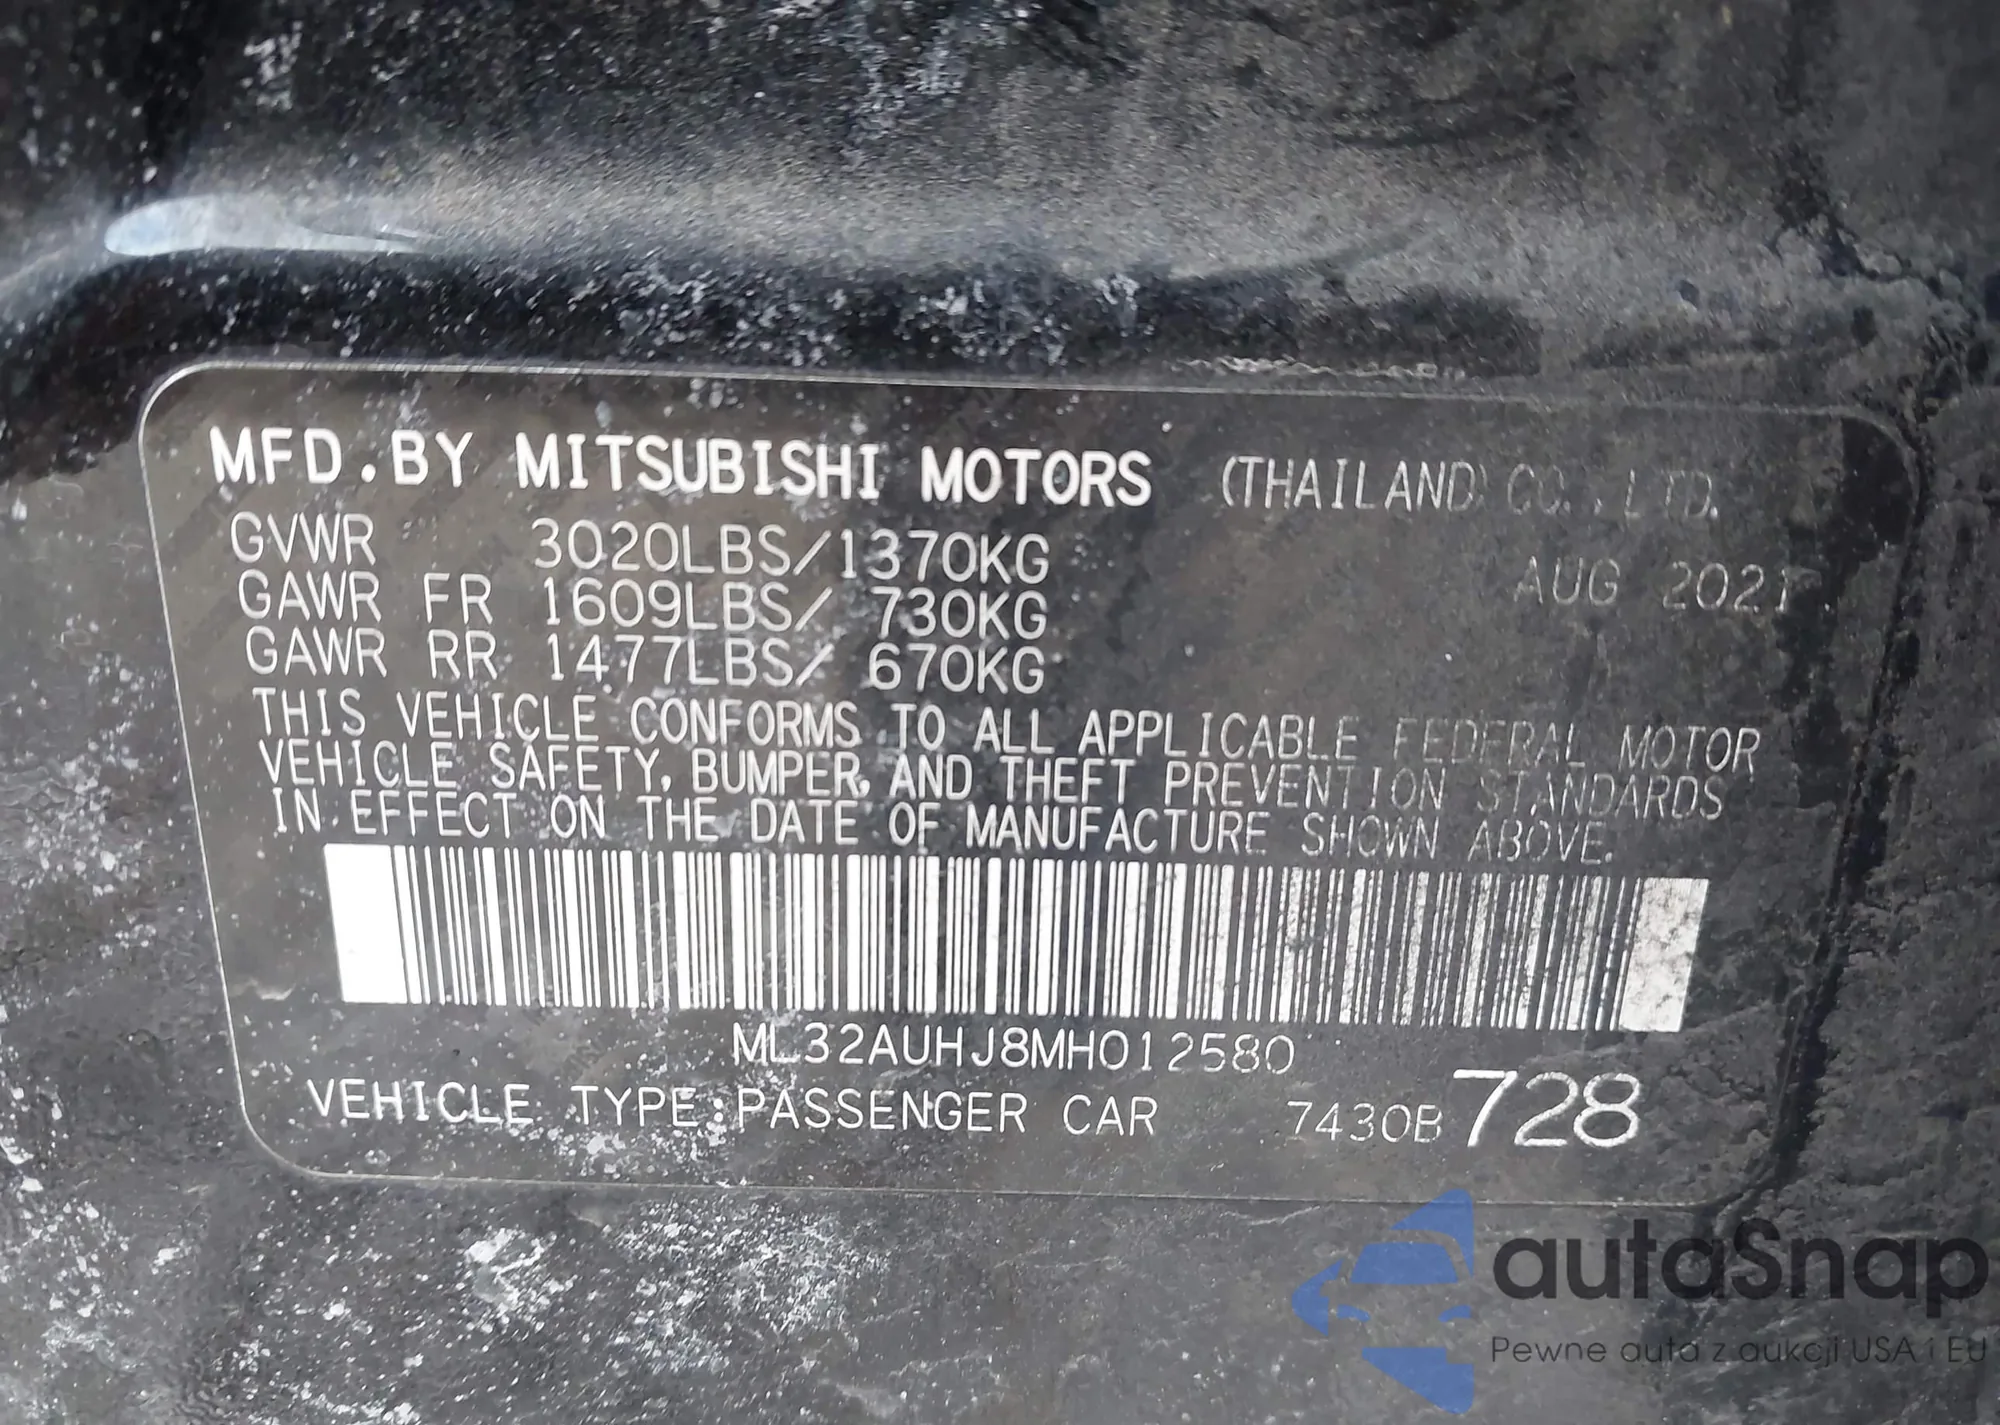 MFD.BY MITSUBISHI MOTORS (THAILAND) CO.,LTD.
GVWR 3020LBS/1370KG AUG 2021
GAWR FR 1609LBS/ 730KG
GAWR RR 1477LBS/ 670KG
THIS VEHICLE CONFORMS TO ALL APPLICABLE FEDERAL MOTOR
VEHICLE SAFETY, BUMPER, AND THEFT PREVENTION STANDARDS
IN EFFECT ON THE DATE OF MANUFACTURE SHOWN ABOVE.
ML32AUHJ8MH012580
VEHICLE TYPE:PASSENGER CAR 7430B 728
autaSnap
Pewne auta z aukcji USA i EU